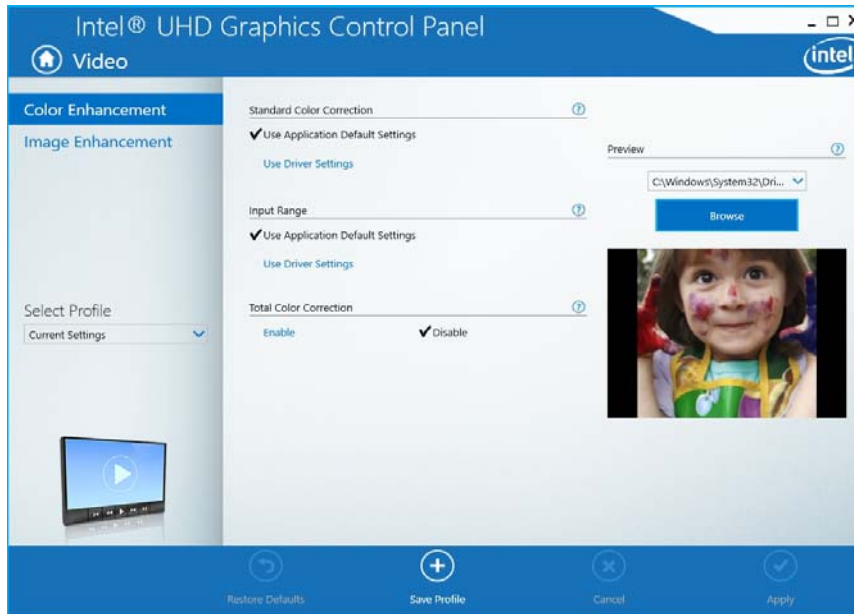 Intel® UHD Graphics Control Panel
Video
intel
Color Enhancement
Image Enhancement
Select Profile
Current Settings
Standard Color Correction
Use Application Default Settings
Use Driver Settings
Input Range
Use Application Default Settings
Use Driver Settings
Total Color Correction
Enable
Disable
Preview
C:\Windows\System32\Dri...
Browse
Restore Defaults
Save Profile
Cancel
Apply